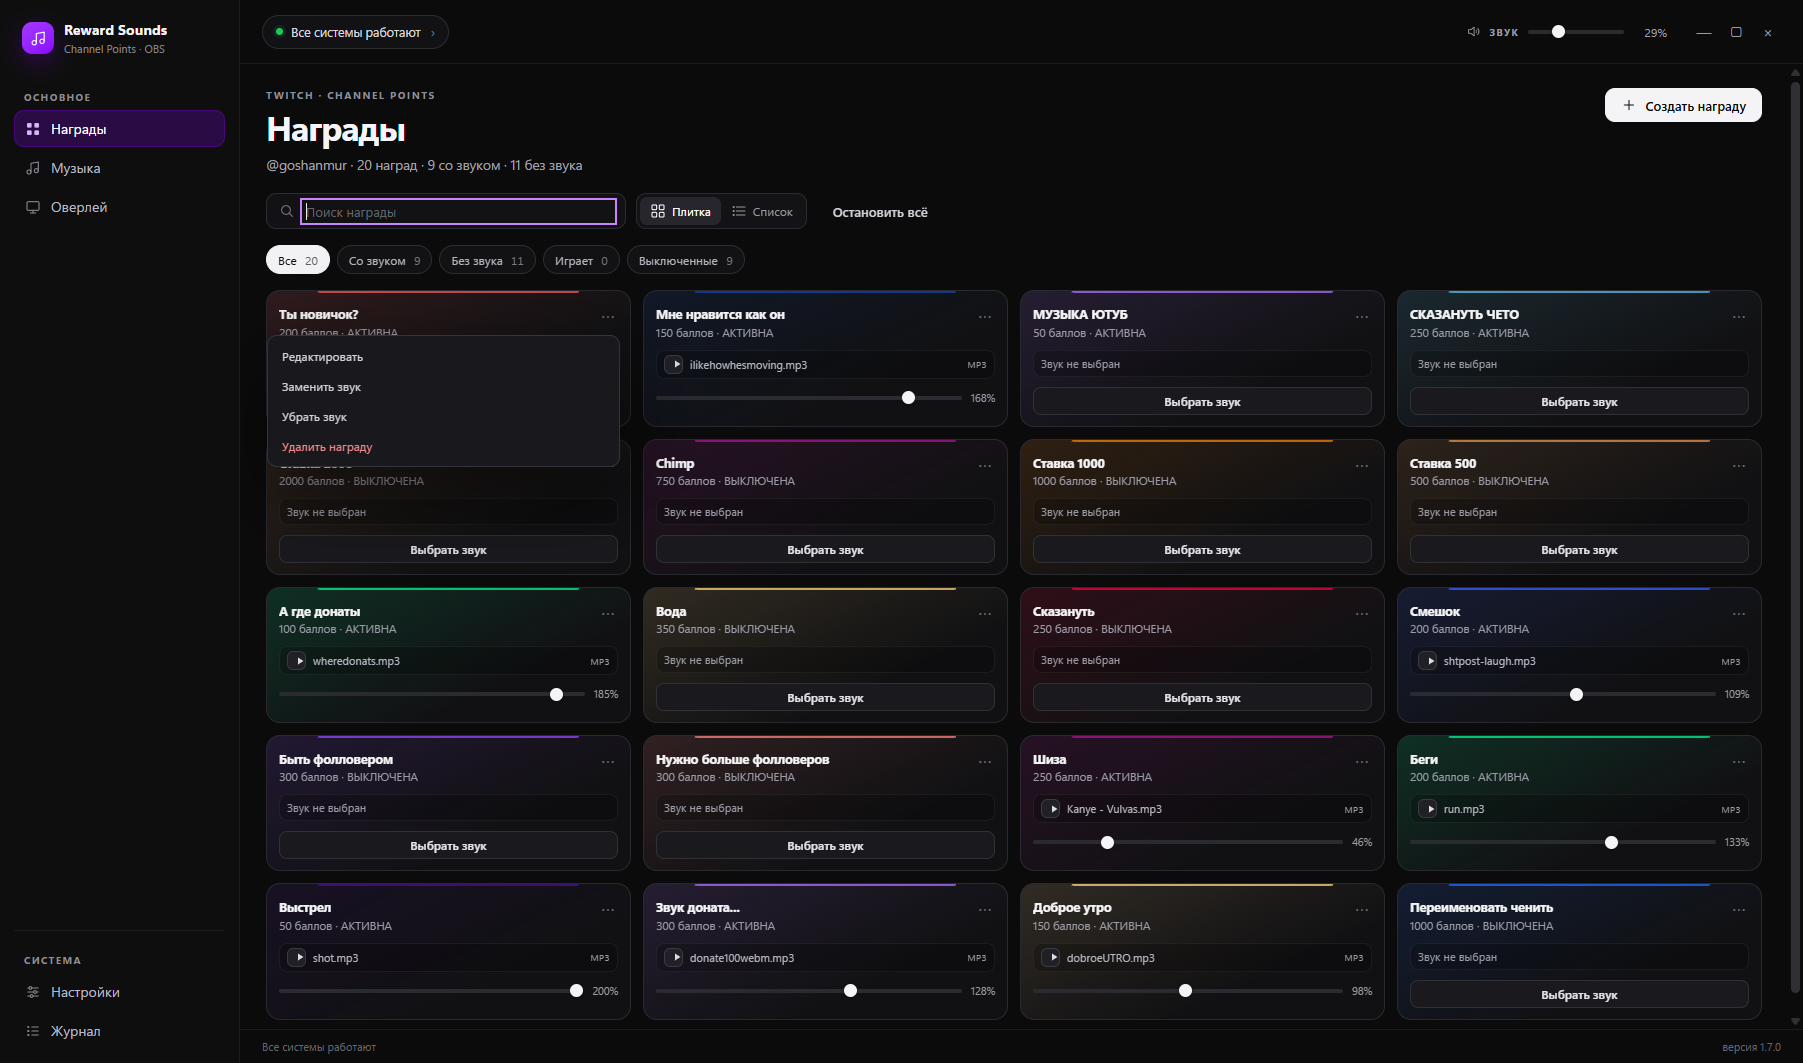 Reward Sounds
Channel Points · OBS
ОСНОВНОЕ
Награды
Музыка
Оверлей
СИСТЕМА
Настройки
Журнал
Все системы работают ›
ЗВУК 29%
TWITCH · CHANNEL POINTS
Награды
@goshanmur · 20 наград · 9 со звуком · 11 без звука
Создать награду
Поиск награды
Плитка
Список
Остановить всё
Все 20
Со звуком 9
Без звука 11
Играет 0
Выключенные 9
Ты новичок?
200 баллов · АКТИВНА
Редактировать
Заменить звук
Убрать звук
Удалить награду
Мне нравится как он
150 баллов · АКТИВНА
ilikehowhesmoving.mp3 MP3
168%
МУЗЫКА ЮТУБ
50 баллов · АКТИВНА
Звук не выбран
Выбрать звук
СКАЗАНУТЬ ЧЕТО
250 баллов · АКТИВНА
Звук не выбран
Выбрать звук
2000 баллов · ВЫКЛЮЧЕНА
Звук не выбран
Выбрать звук
Chimp
750 баллов · ВЫКЛЮЧЕНА
Звук не выбран
Выбрать звук
Ставка 1000
1000 баллов · ВЫКЛЮЧЕНА
Звук не выбран
Выбрать звук
Ставка 500
500 баллов · ВЫКЛЮЧЕНА
Звук не выбран
Выбрать звук
А где донаты
100 баллов · АКТИВНА
wheredonats.mp3 MP3
185%
Вода
350 баллов · ВЫКЛЮЧЕНА
Звук не выбран
Выбрать звук
Сказануть
250 баллов · ВЫКЛЮЧЕНА
Звук не выбран
Выбрать звук
Смешок
200 баллов · АКТИВНА
shtpost-laugh.mp3 MP3
109%
Быть фолловером
300 баллов · ВЫКЛЮЧЕНА
Звук не выбран
Выбрать звук
Нужно больше фолловеров
300 баллов · ВЫКЛЮЧЕНА
Звук не выбран
Выбрать звук
Шиза
250 баллов · АКТИВНА
Kanye - Vulvas.mp3 MP3
46%
Беги
200 баллов · АКТИВНА
run.mp3 MP3
133%
Выстрел
50 баллов · АКТИВНА
shot.mp3 MP3
200%
Звук доната...
300 баллов · АКТИВНА
donate100webm.mp3 MP3
128%
Доброе утро
150 баллов · АКТИВНА
dobroeUTRO.mp3 MP3
98%
Переименовать ченить
1000 баллов · ВЫКЛЮЧЕНА
Звук не выбран
Выбрать звук
Все системы работают
версия 1.7.0